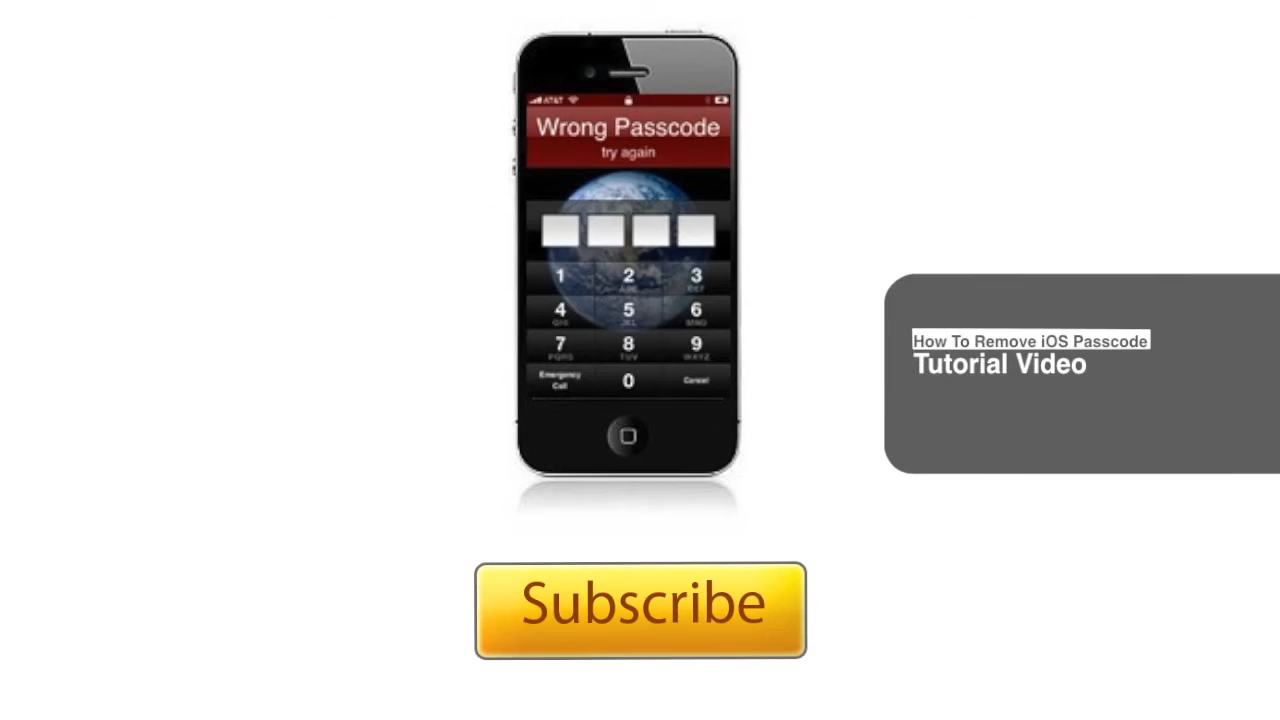 AT&T
Wrong Passcode
try again
1 2 3
ABC DEF
4 5 6
GHI JKL MNO
7 8 9
PQRS TUV WXYZ
Emergency
Call
0
Cancel
How To Remove iOS Passcode
Tutorial Video
Subscribe